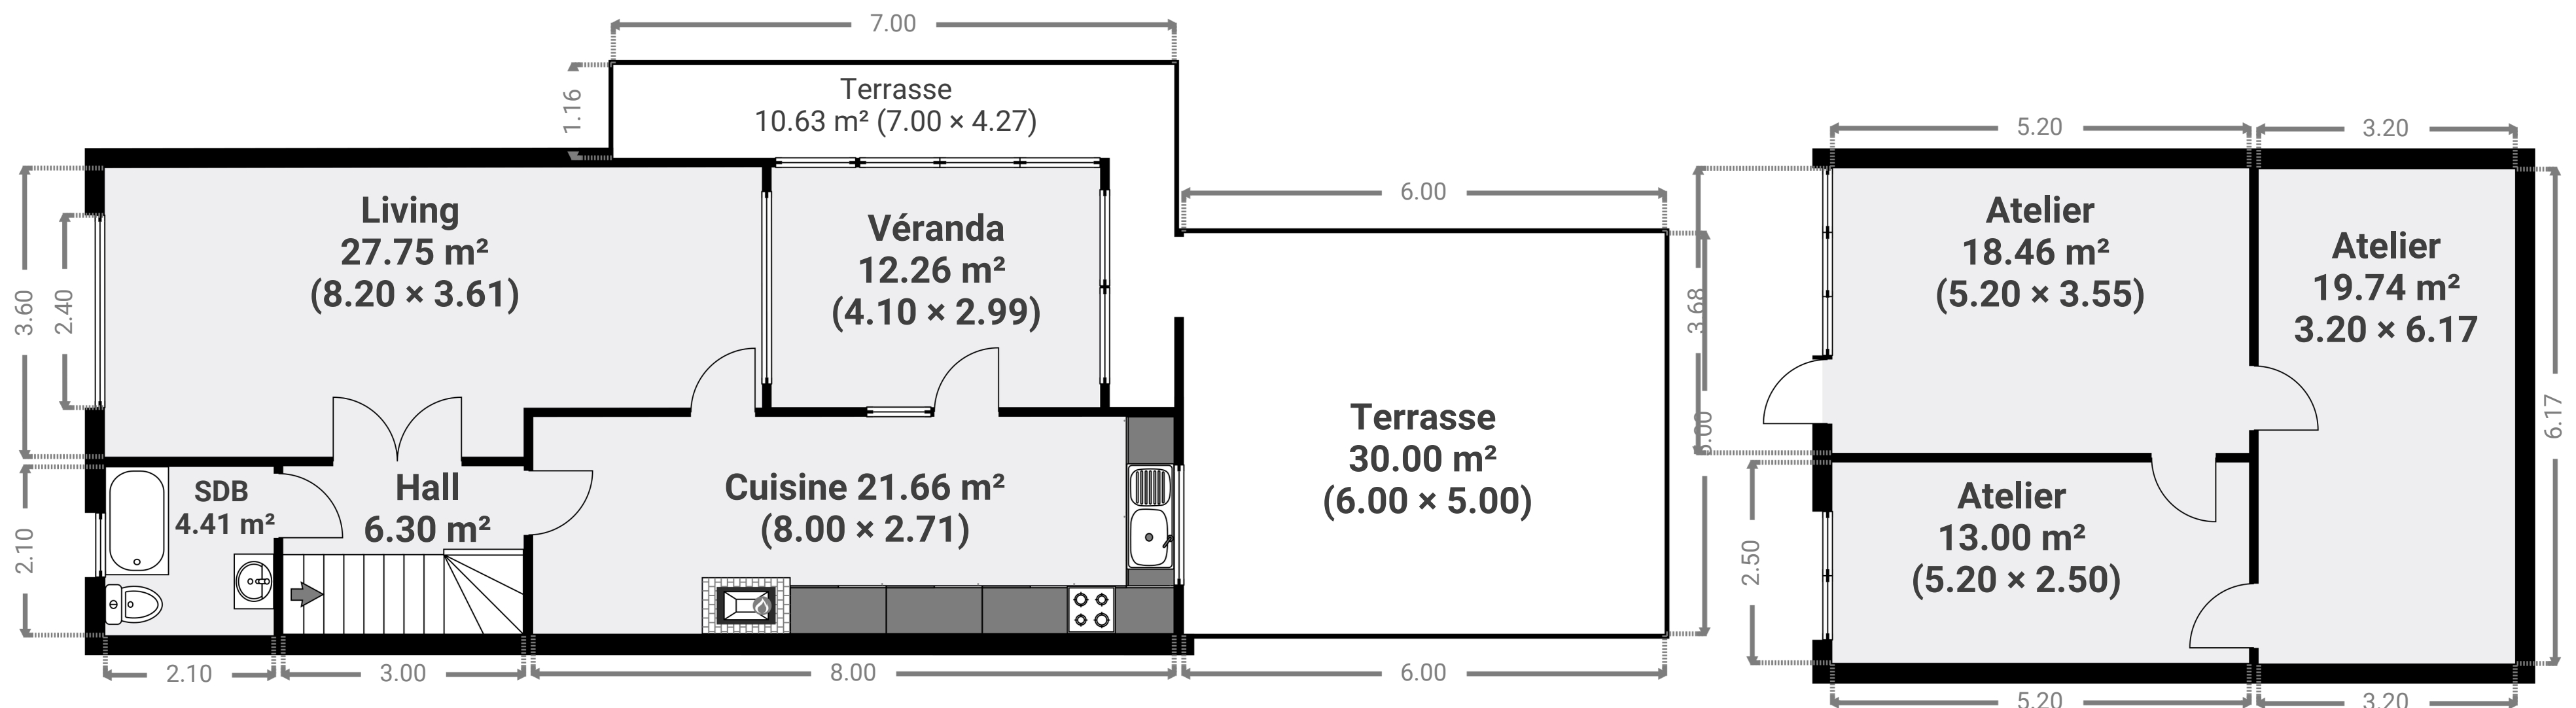 7.00
1.16
Terrasse
10.63 m² (7.00 × 4.27)
5.20
3.20
6.00
3.60
2.40
Living
27.75 m²
(8.20 × 3.61)
Véranda
12.26 m²
(4.10 × 2.99)
Terrasse
30.00 m²
(6.00 × 5.00)
3.68
5.00
Atelier
18.46 m²
(5.20 × 3.55)
Atelier
19.74 m²
3.20 × 6.17
6.17
2.10
SDB
4.41 m²
Hall
6.30 m²
Cuisine 21.66 m²
(8.00 × 2.71)
2.50
Atelier
13.00 m²
(5.20 × 2.50)
2.10
3.00
8.00
6.00
5.20
3.20